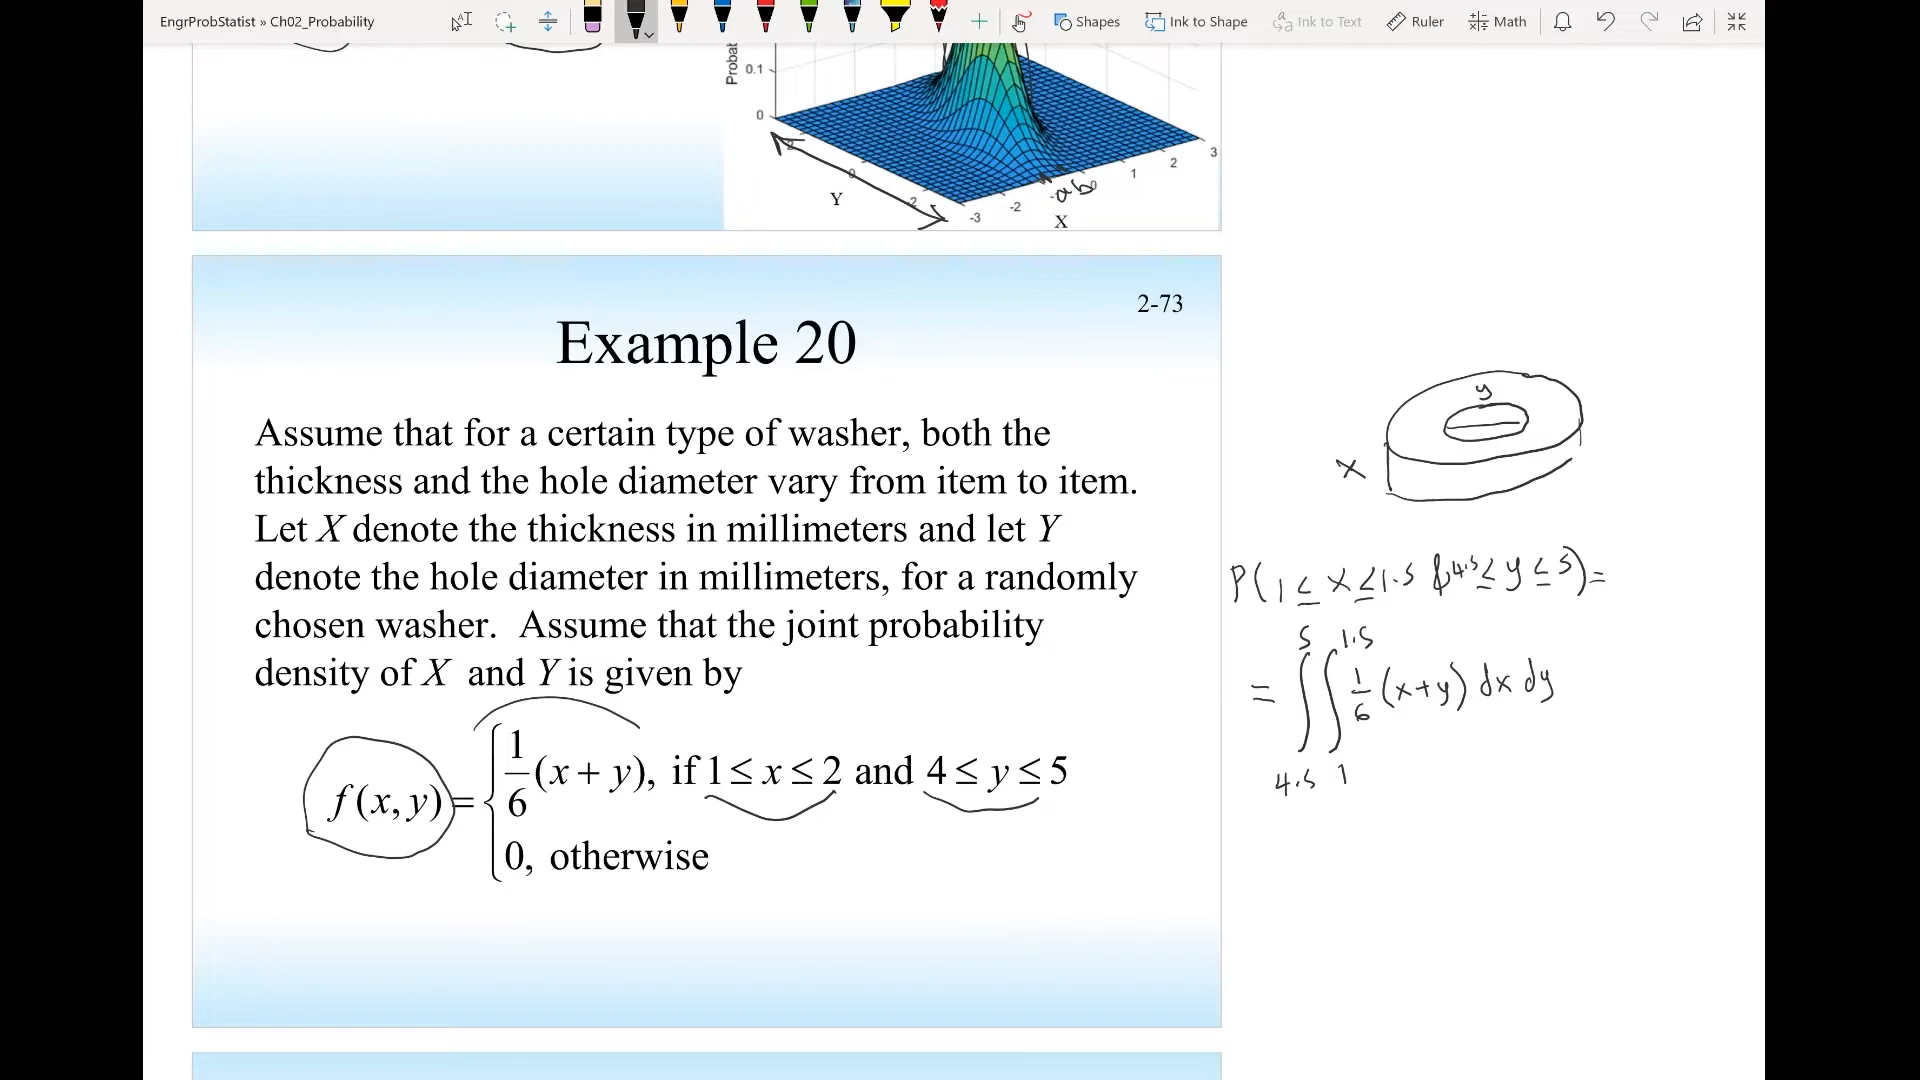 EngrProbStatist » Ch02_Probability Shapes Ink to Shape Ink to Text Ruler Math
Probat
0.1
0
2
0
-2
Y
-3
-2
a b 0
1
2
3
X
2-73
Example 20
Assume that for a certain type of washer, both the
thickness and the hole diameter vary from item to item.
Let X denote the thickness in millimeters and let Y
denote the hole diameter in millimeters, for a randomly
chosen washer. Assume that the joint probability
density of X and Y is given by
f(x, y) = { 1/6 (x + y), if 1 ≤ x ≤ 2 and 4 ≤ y ≤ 5
0, otherwise
y
x
P(1 ≤ x ≤ 1.5 & 4.5 ≤ y ≤ 5) =
= ∫_{4.5}^{5} ∫_{1}^{1.5} 1/6 (x+y) dx dy